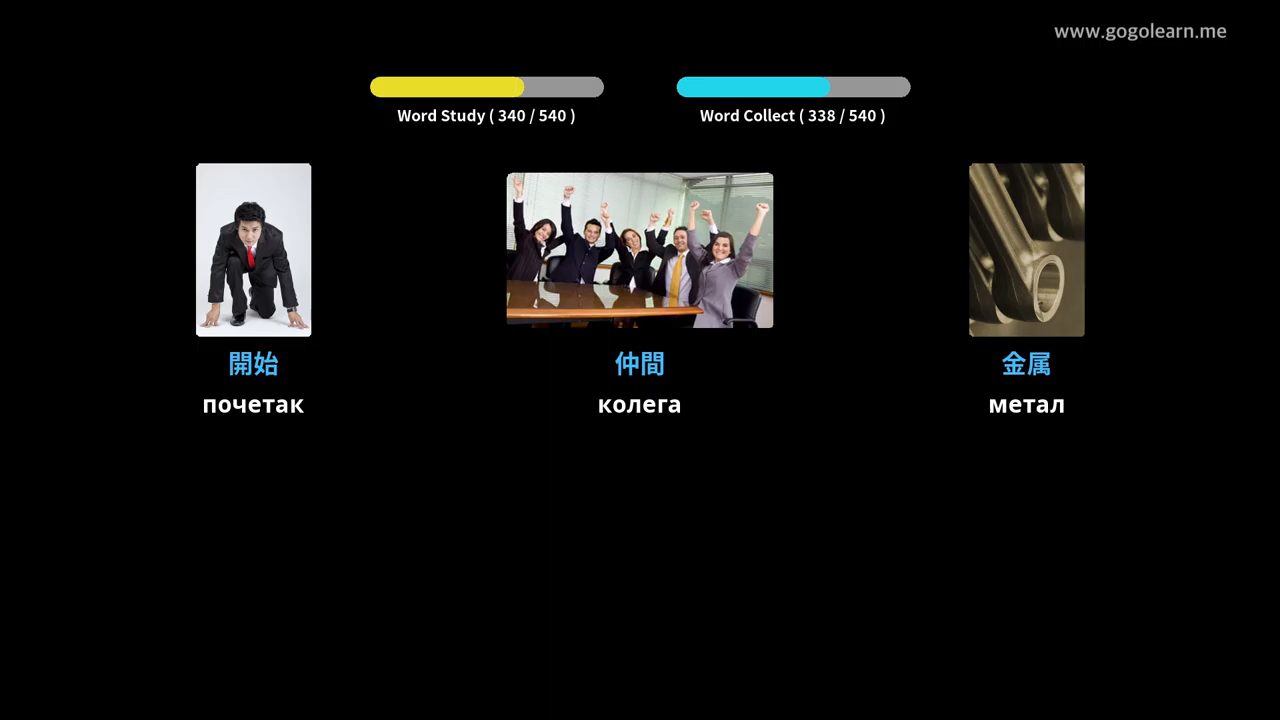 www.gogolearn.me
Word Study ( 340 / 540 )
Word Collect ( 338 / 540 )
開始
仲間
金属
почетак
колега
метал